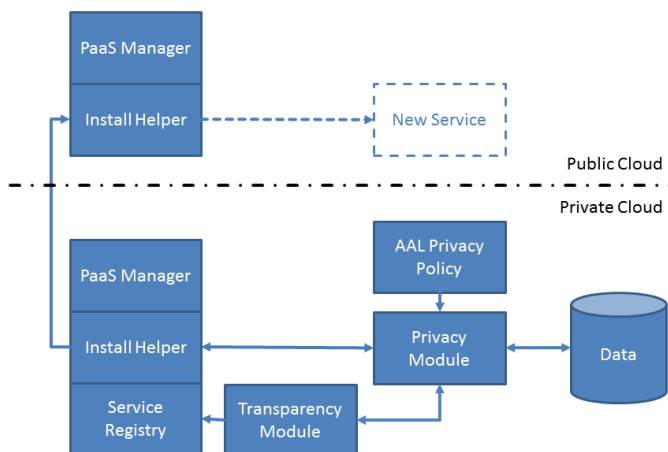 PaaS Manager
Install Helper
New Service
Public Cloud
Private Cloud
AAL Privacy
Policy
PaaS Manager
Install Helper
Privacy
Module
Data
Service
Registry
Transparency
Module